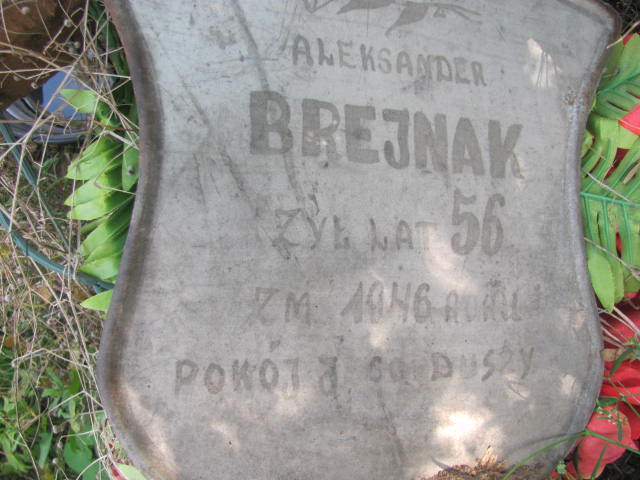 ALEKSANDER
BREJNAK
ŻYŁ LAT 56
ZM 1946 ROKU
POKÓJ J GO DUSZY